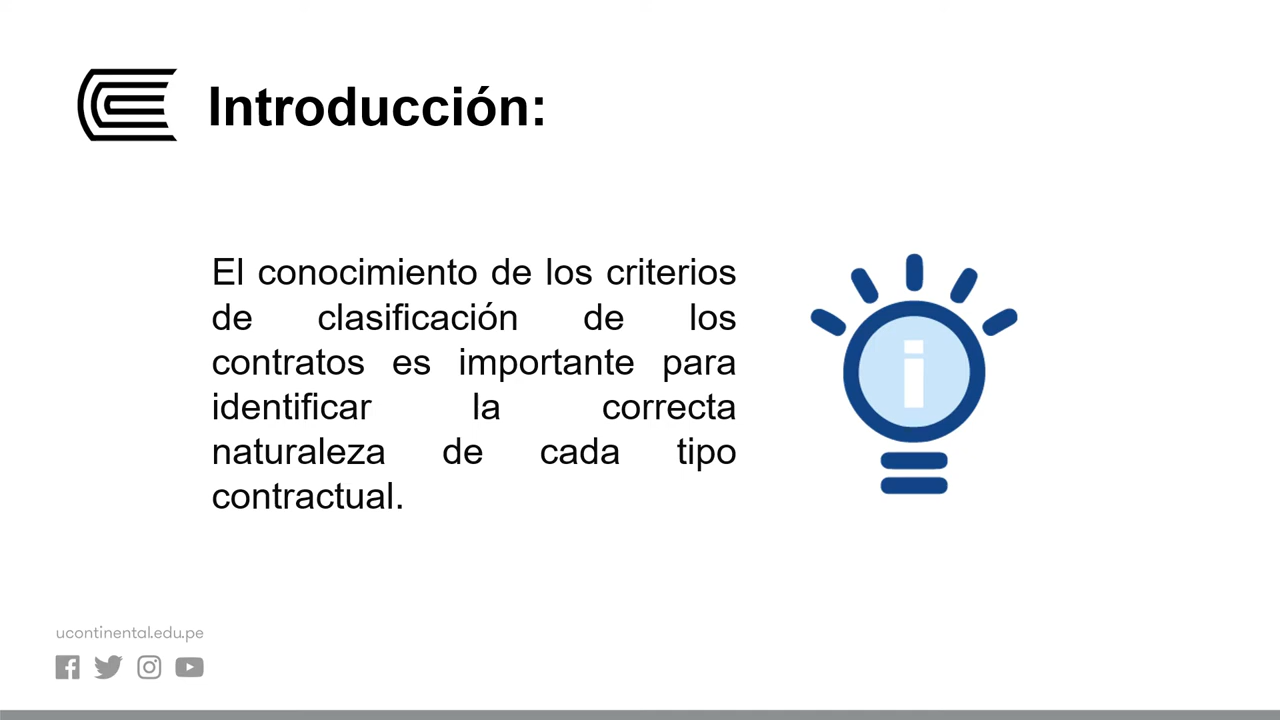 Introducción:
El conocimiento de los criterios
de clasificación de los
contratos es importante para
identificar la correcta
naturaleza de cada tipo
contractual.
i
ucontinental.edu.pe